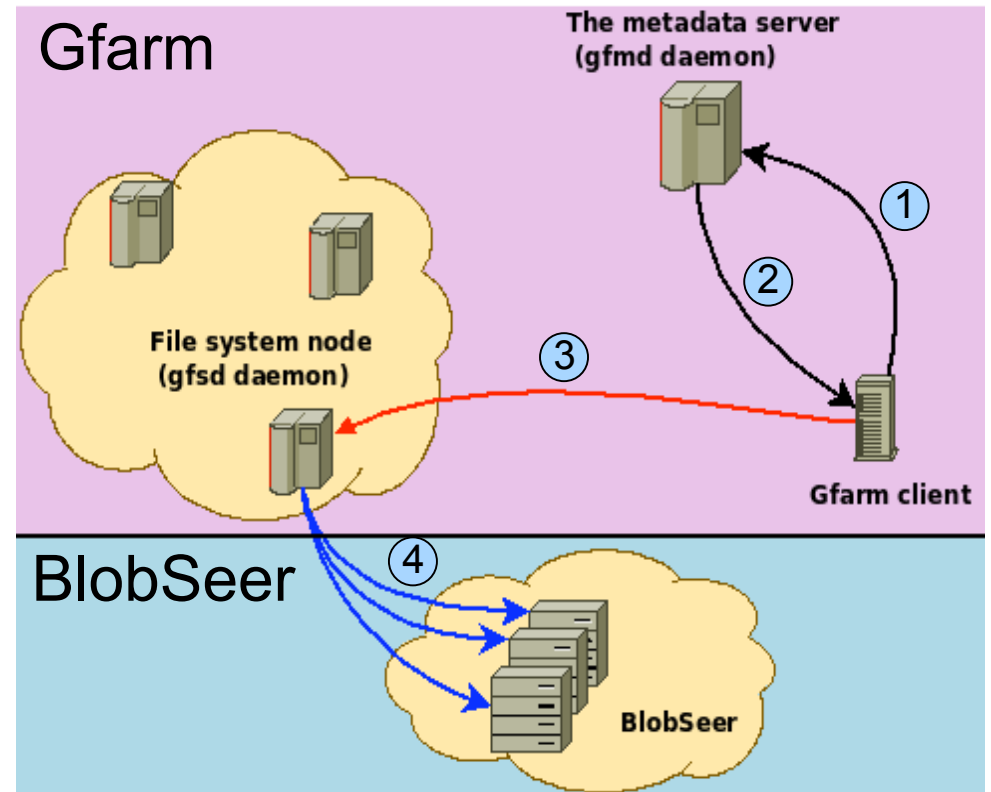 Gfarm
The metadata server
(gfmd daemon)
1
2
File system node
(gfsd daemon)
3
Gfarm client
BlobSeer
4
BlobSeer